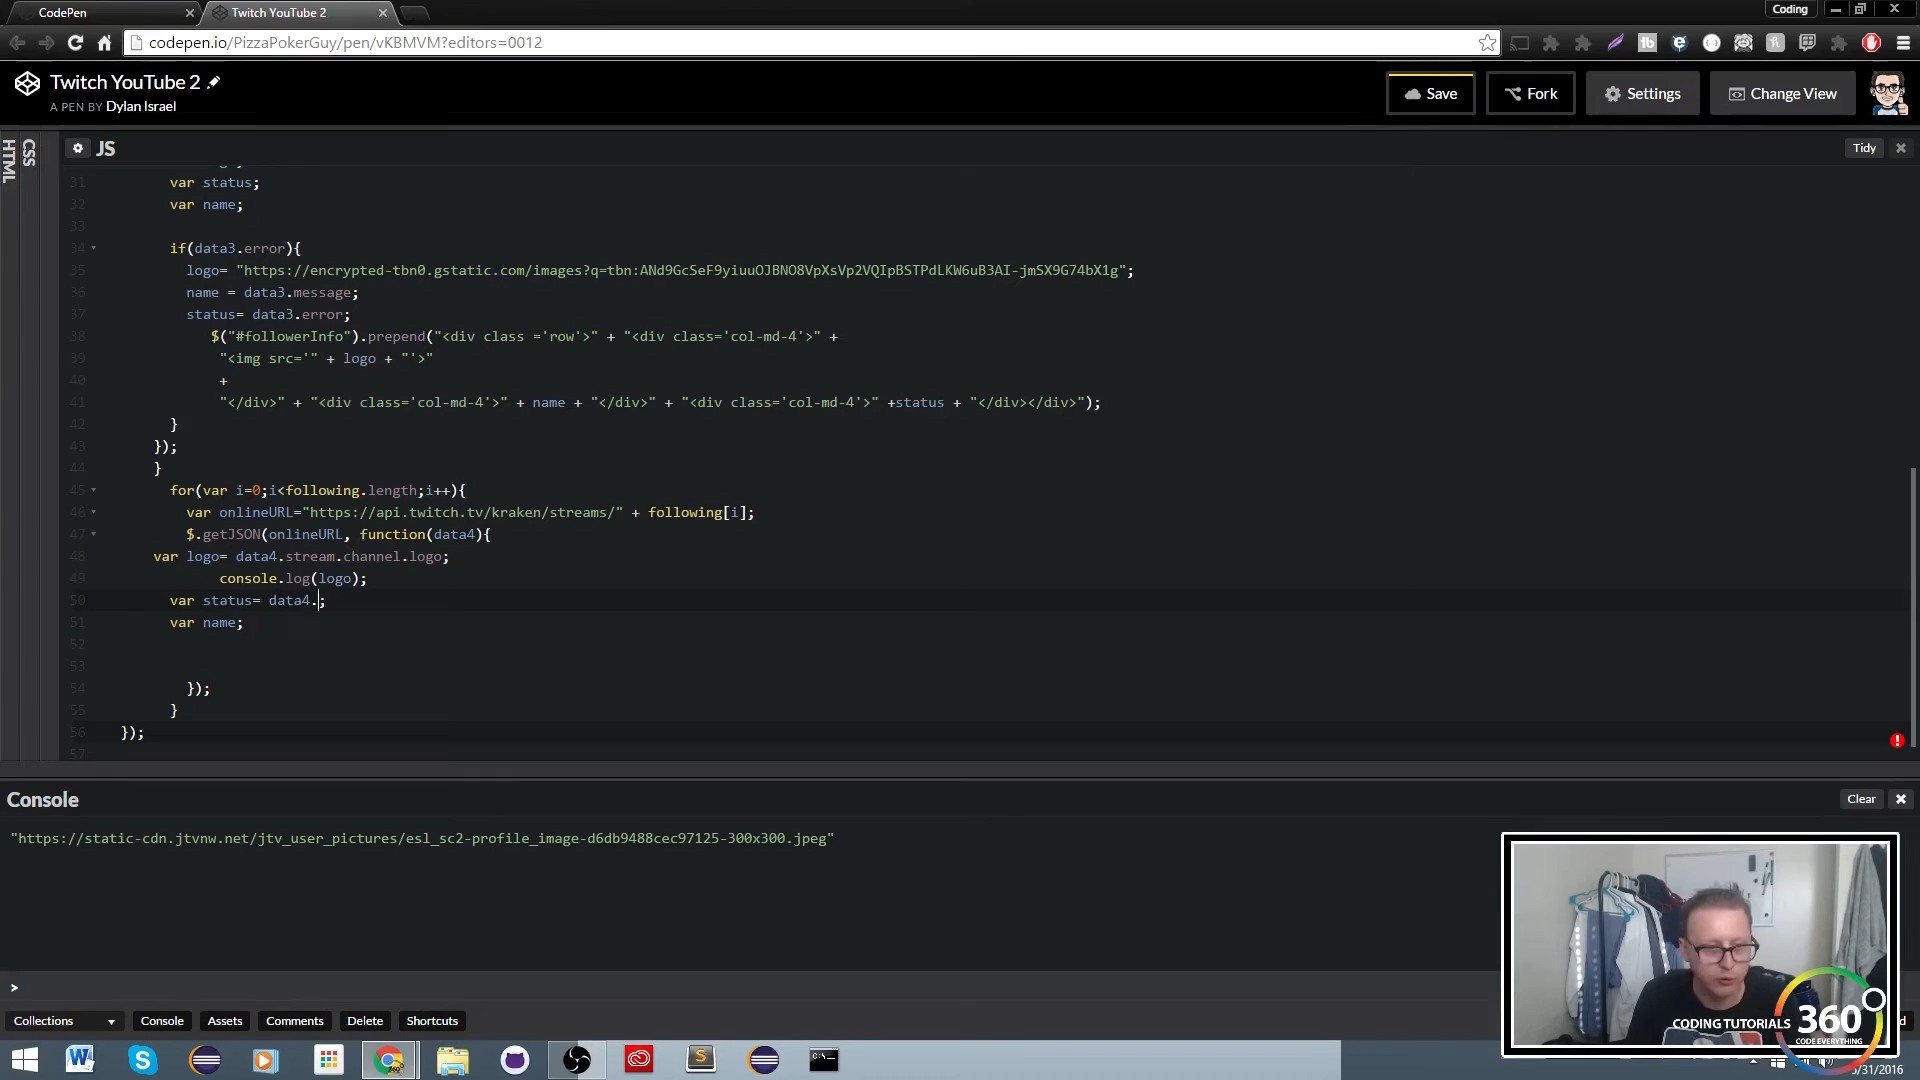 CodePen
Twitch YouTube 2
Coding
codepen.io/PizzaPokerGuy/pen/vKBMVM?editors=0012
Twitch YouTube 2
A PEN BY Dylan Israel
Save
Fork
Settings
Change View
HTML
CSS
JS
Tidy
31 var status;
32 var name;
33
34 if(data3.error){
35 logo= "https://encrypted-tbn0.gstatic.com/images?q=tbn:ANd9GcSeF9yiuuOJBNO8VpXsVp2VQIpBSTPdLKW6uB3AI-jmSX9G74bX1g";
36 name = data3.message;
37 status= data3.error;
38 $("#followerInfo").prepend("<div class ='row'>" + "<div class='col-md-4'>" +
39 "<img src='" + logo + "'>"
40 +
41 "</div>" + "<div class='col-md-4'>" + name + "</div>" + "<div class='col-md-4'>" +status + "</div></div>");
42 }
43 });
44 }
45 for(var i=0;i<following.length;i++){
46 var onlineURL="https://api.twitch.tv/kraken/streams/" + following[i];
47 $.getJSON(onlineURL, function(data4){
48 var logo= data4.stream.channel.logo;
49 console.log(logo);
50 var status= data4.;
51 var name;
52
53
54 });
55 }
56 });
57
Console
Clear
"https://static-cdn.jtvnw.net/jtv_user_pictures/esl_sc2-profile_image-d6db9488cec97125-300x300.jpeg"
>
Collections
Console
Assets
Comments
Delete
Shortcuts
CODING TUTORIALS 360
CODE EVERYTHING
/31/2016